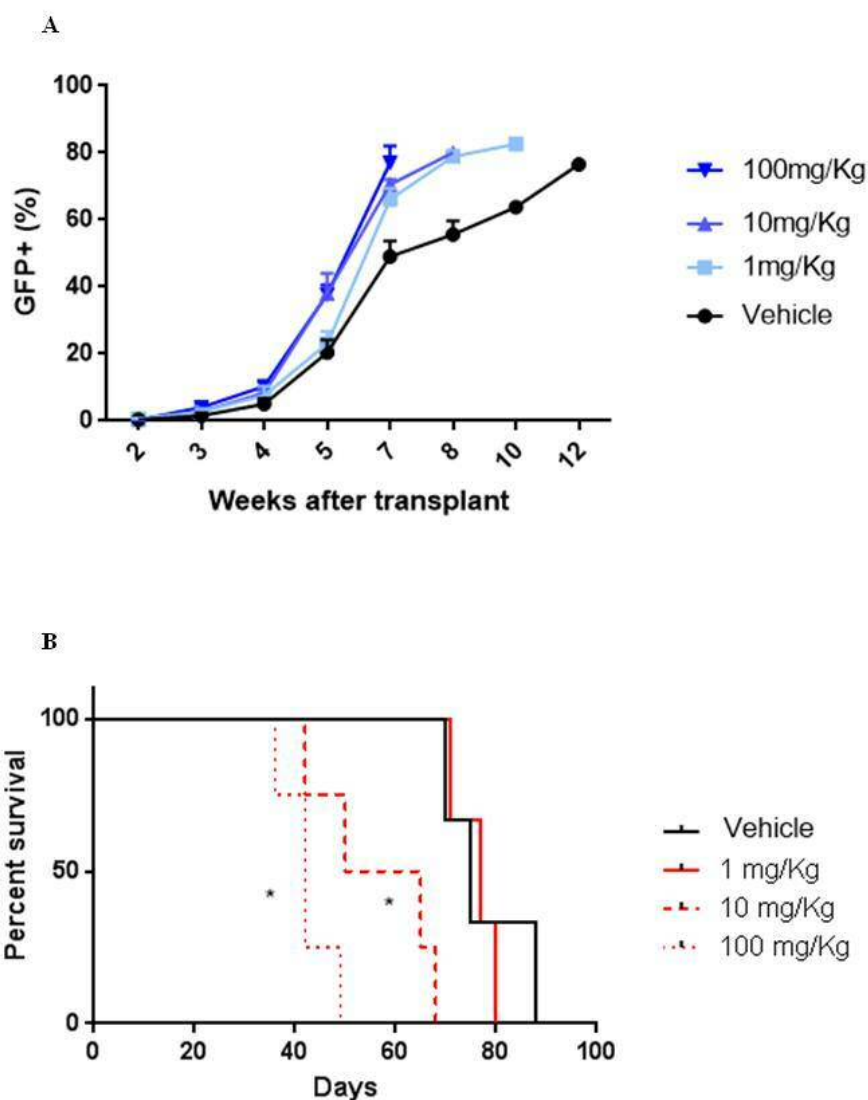 A
100
80
60
40
20
0
GFP+ (%)
2 3 4 5 7 8 10 12
Weeks after transplant
100mg/Kg
10mg/Kg
1mg/Kg
Vehicle
B
100
50
0
Percent survival
* *
0 20 40 60 80 100
Days
Vehicle
1 mg/Kg
10 mg/Kg
100 mg/Kg